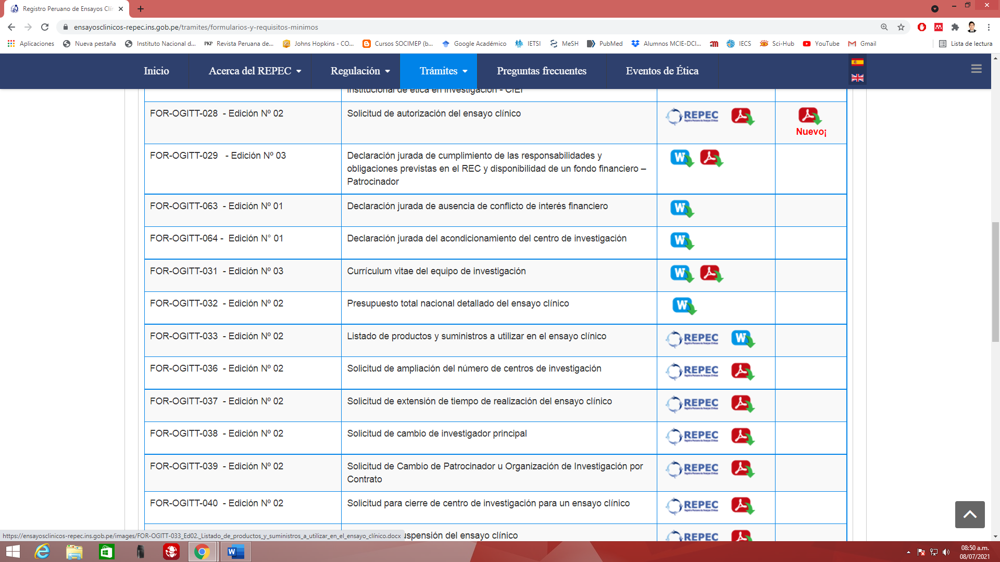 Registro Peruano de Ensayos Clín
ensayosclinicos-repec.ins.gob.pe/tramites/formularios-y-requisitos-minimos
Aplicaciones
Nueva pestaña
Instituto Nacional d...
PKP
Revista Peruana de...
Johns Hopkins - CO...
Cursos SOCIMEP (b...
Google Académico
IETSI
MeSH
PubMed
Alumnos MCIE-DCI...
IECS
Sci-Hub
YouTube
Gmail
Lista de lectura
Inicio
Acerca del REPEC
Regulación
Trámites
Preguntas frecuentes
Eventos de Ética
institucional de ética en investigación - CIEI
FOR-OGITT-028 - Edición Nº 02
Solicitud de autorización del ensayo clínico
REPEC
Nuevo¡
FOR-OGITT-029 - Edición Nº 03
Declaración jurada de cumplimiento de las responsabilidades y
obligaciones previstas en el REC y disponibilidad de un fondo financiero –
Patrocinador
W
FOR-OGITT-063 - Edición Nº 01
Declaración jurada de ausencia de conflicto de interés financiero
W
FOR-OGITT-064 - Edición N° 01
Declaración jurada del acondicionamiento del centro de investigación
W
FOR-OGITT-031 - Edición Nº 03
Currículum vitae del equipo de investigación
W
FOR-OGITT-032 - Edición Nº 02
Presupuesto total nacional detallado del ensayo clínico
W
FOR-OGITT-033 - Edición Nº 02
Listado de productos y suministros a utilizar en el ensayo clínico
REPEC
W
FOR-OGITT-036 - Edición Nº 02
Solicitud de ampliación del número de centros de investigación
REPEC
FOR-OGITT-037 - Edición Nº 02
Solicitud de extensión de tiempo de realización del ensayo clínico
REPEC
FOR-OGITT-038 - Edición Nº 02
Solicitud de cambio de investigador principal
REPEC
FOR-OGITT-039 - Edición Nº 02
Solicitud de Cambio de Patrocinador u Organización de Investigación por
Contrato
REPEC
FOR-OGITT-040 - Edición Nº 02
Solicitud para cierre de centro de investigación para un ensayo clínico
REPEC
uspensión del ensayo clínico
REPEC
https://ensayosclinicos-repec.ins.gob.pe/images/FOR-OGITT-033_Ed02._Listado_de_productos_y_suministros_a_utilizar_en_el_ensayo_clínico.docx
08:50 a.m.
08/07/2021